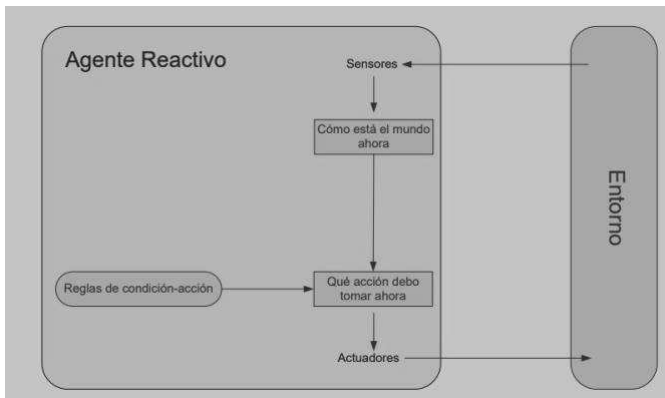 Agente Reactivo
Sensores
Cómo está el mundo
ahora
Entorno
Reglas de condición-acción
Qué acción debo
tomar ahora
Actuadores